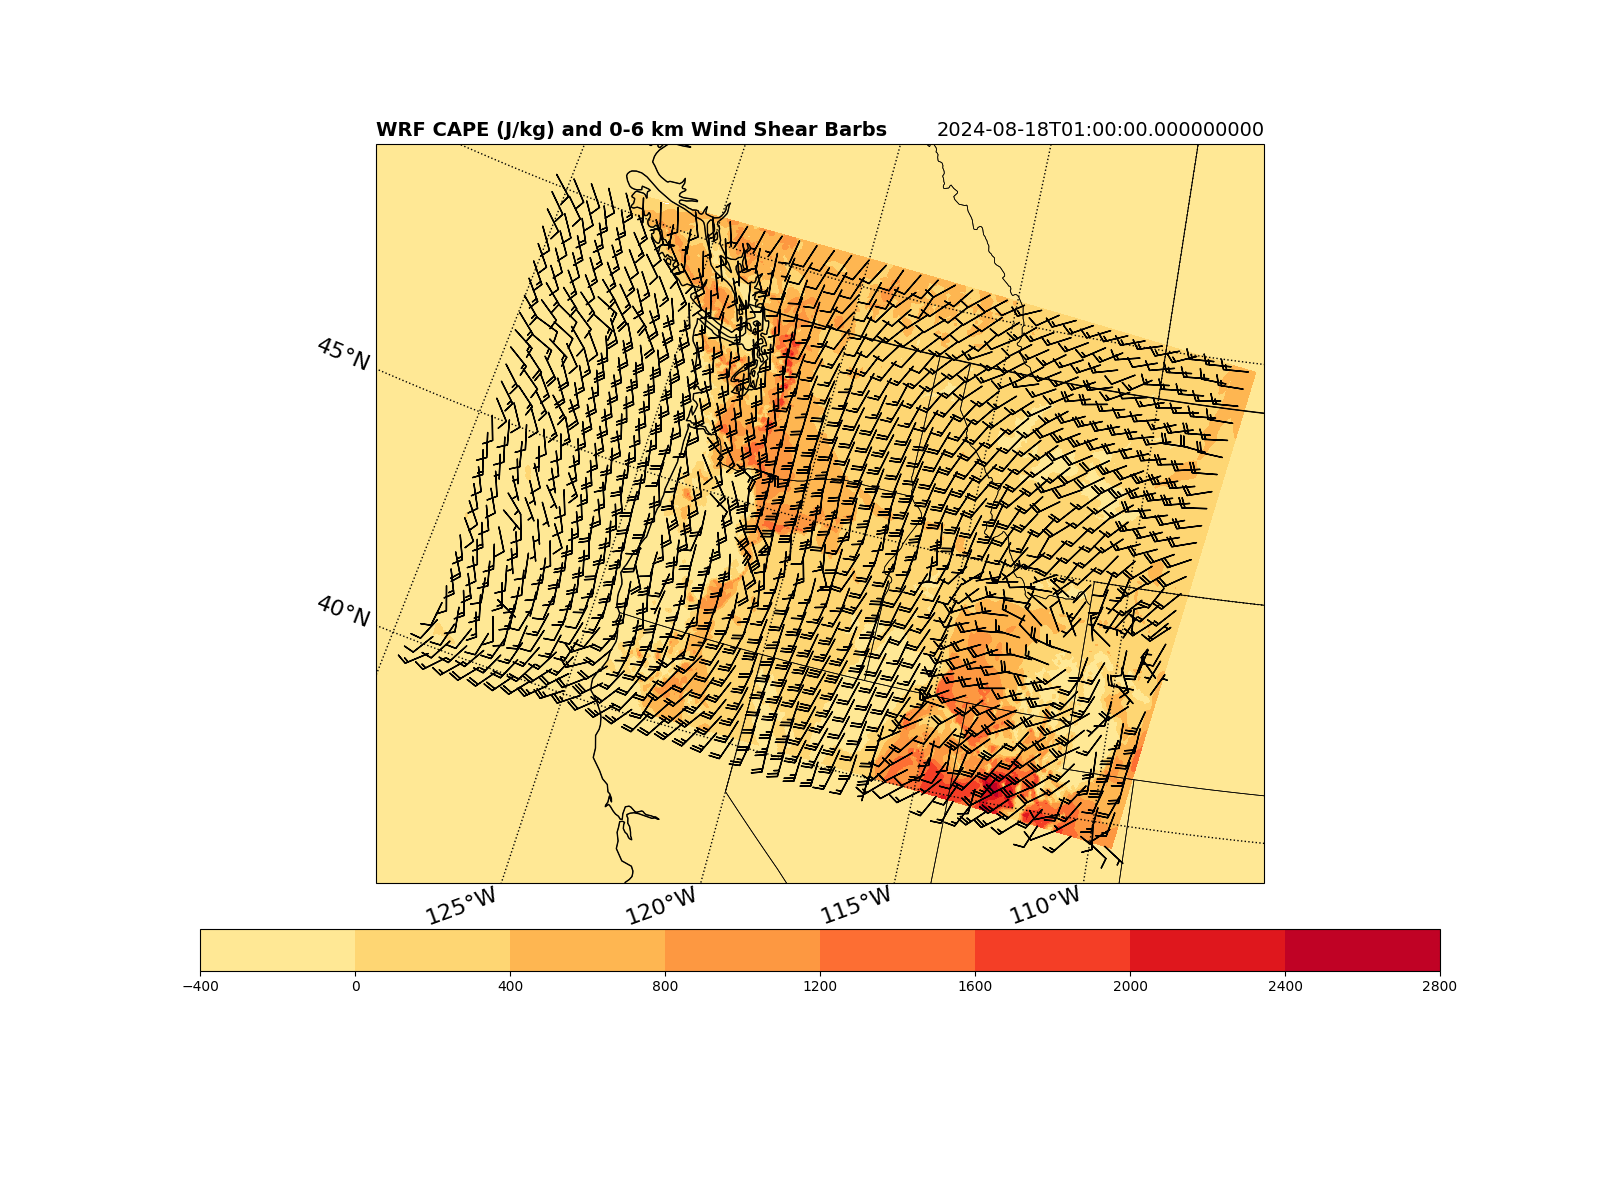 WRF CAPE (J/kg) and 0-6 km Wind Shear Barbs 2024-08-18T01:00:00.000000000
45°N
40°N
125°W 120°W 115°W 110°W
−400 0 400 800 1200 1600 2000 2400 2800